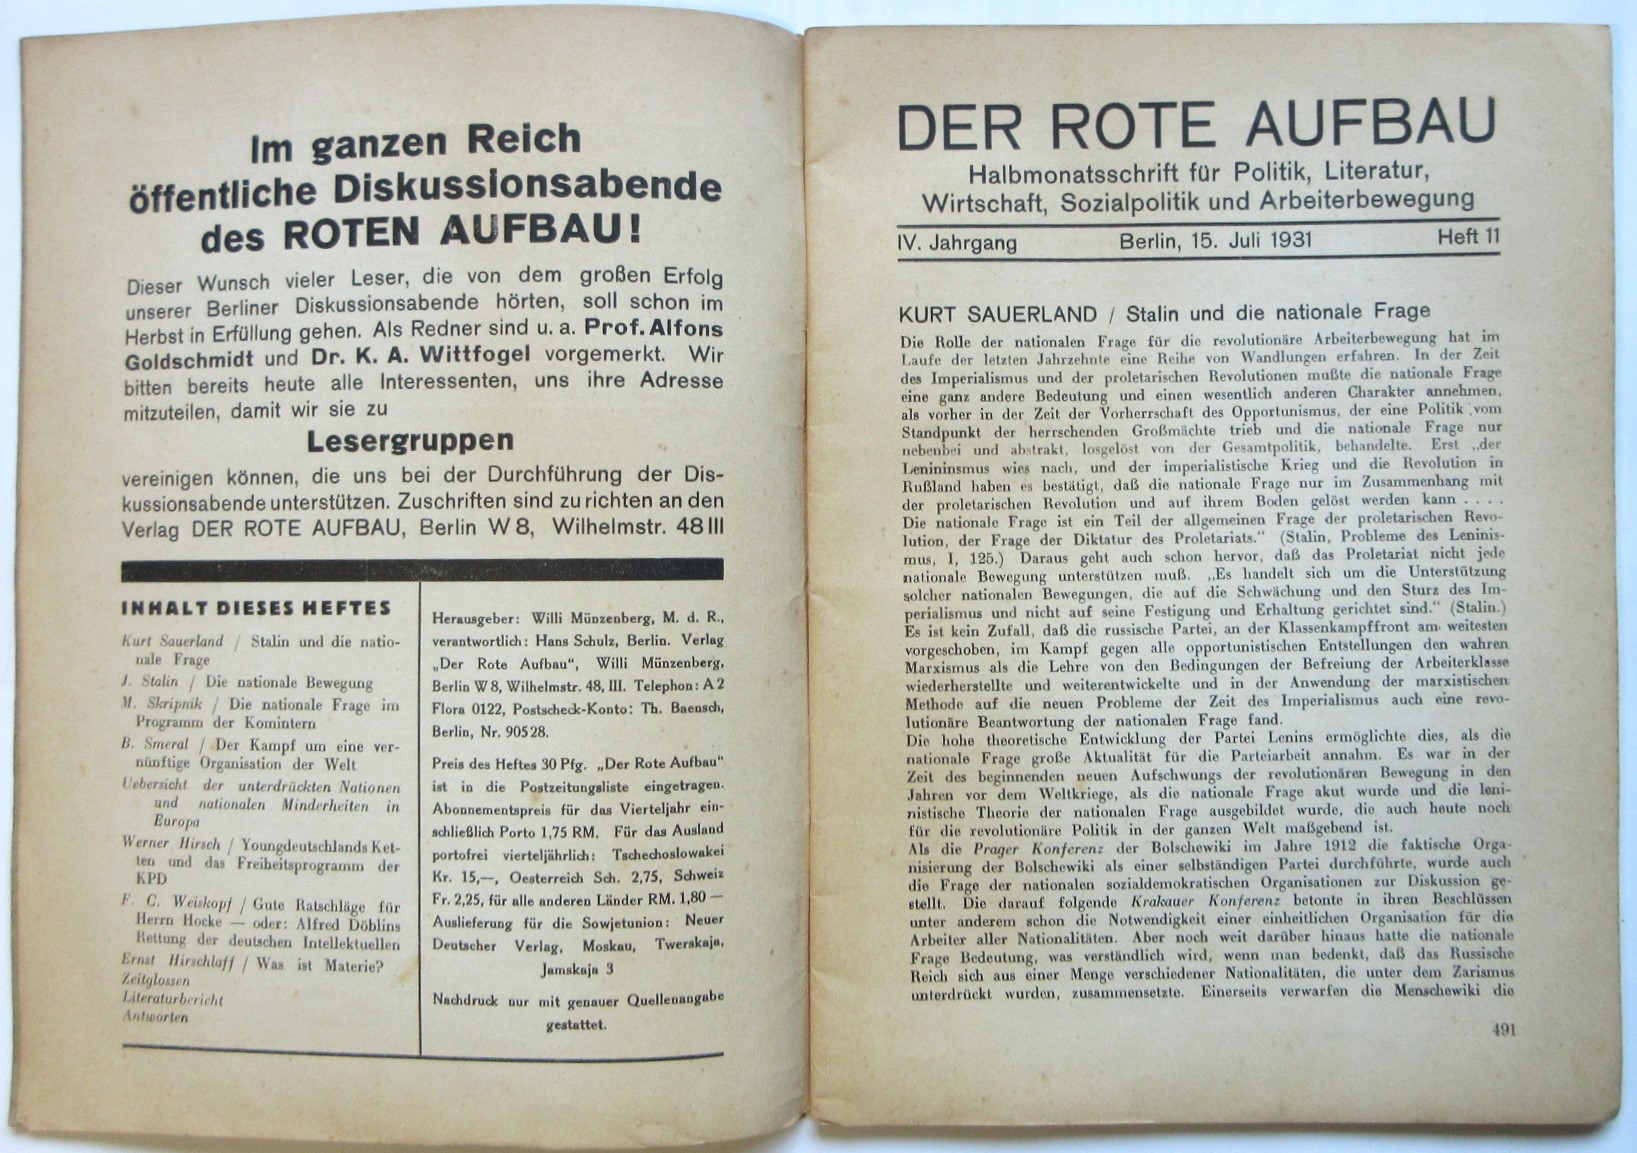 Im ganzen Reich
öffentliche Diskussionsabende
des ROTEN AUFBAU!
Dieser Wunsch vieler Leser, die von dem großen Erfolg
unserer Berliner Diskussionsabende hörten, soll schon im
Herbst in Erfüllung gehen. Als Redner sind u. a. Prof. Alfons
Goldschmidt und Dr. K. A. Wittfogel vorgemerkt. Wir
bitten bereits heute alle Interessenten, uns ihre Adresse
mitzuteilen, damit wir sie zu
Lesergruppen
vereinigen können, die uns bei der Durchführung der Dis-
kussionsabende unterstützen. Zuschriften sind zu richten an den
Verlag DER ROTE AUFBAU, Berlin W 8, Wilhelmstr. 48 III
INHALT DIESES HEFTES
Kurt Sauerland / Stalin und die natio-
nale Frage
J. Stalin / Die nationale Bewegung
M. Skripnik / Die nationale Frage im
Programm der Komintern
B. Smeral / Der Kampf um eine ver-
nünftige Organisation der Welt
Uebersicht der unterdrückten Nationen
und nationalen Minderheiten in
Europa
Werner Hirsch / Youngdeutschlands Ket-
ten und das Freiheitsprogramm der
KPD
F. C. Weiskopf / Gute Ratschläge für
Herrn Hocke — oder: Alfred Döblins
Rettung der deutschen Intellektuellen
Ernst Hirschlaff / Was ist Materie?
Zeitglossen
Literaturbericht
Antworten
Herausgeber: Willi Münzenberg, M. d. R.,
verantwortlich: Hans Schulz, Berlin. Verlag
„Der Rote Aufbau“, Willi Münzenberg,
Berlin W 8, Wilhelmstr. 48, III. Telephon: A 2
Flora 0122, Postscheck-Konto: Th. Baensch,
Berlin, Nr. 905 28.
Preis des Heftes 30 Pfg. „Der Rote Aufbau“
ist in die Postzeitungsliste eingetragen.
Abonnementspreis für das Vierteljahr ein-
schließlich Porto 1,75 RM. Für das Ausland
portofrei vierteljährlich: Tschechoslowakei
Kr. 15,—, Oesterreich Sch. 2,75, Schweiz
Fr. 2,25, für alle anderen Länder RM. 1,80 —
Auslieferung für die Sowjetunion: Neuer
Deutscher Verlag, Moskau, Twerskaja,
Jamskaja 3
Nachdruck nur mit genauer Quellenangabe
gestattet.
DER ROTE AUFBAU
Halbmonatsschrift für Politik, Literatur,
Wirtschaft, Sozialpolitik und Arbeiterbewegung
IV. Jahrgang Berlin, 15. Juli 1931 Heft 11
KURT SAUERLAND / Stalin und die nationale Frage
Die Rolle der nationalen Frage für die revolutionäre Arbeiterbewegung hat im
Laufe der letzten Jahrzehnte eine Reihe von Wandlungen erfahren. In der Zeit
des Imperialismus und der proletarischen Revolutionen mußte die nationale Frage
eine ganz andere Bedeutung und einen wesentlich anderen Charakter annehmen,
als vorher in der Zeit der Vorherrschaft des Opportunismus, der eine Politik vom
Standpunkt der herrschenden Großmächte trieb und die nationale Frage nur
nebenbei und abstrakt, losgelöst von der Gesamtpolitik, behandelte. Erst „der
Lenininsmus wies nach, und der imperialistische Krieg und die Revolution in
Rußland haben es bestätigt, daß die nationale Frage nur im Zusammenhang mit
der proletarischen Revolution und auf ihrem Boden gelöst werden kann . . . .
Die nationale Frage ist ein Teil der allgemeinen Frage der proletarischen Revo-
lution, der Frage der Diktatur des Proletariats.“ (Stalin, Probleme des Leninis-
mus, I, 125.) Daraus geht auch schon hervor, daß das Proletariat nicht jede
nationale Bewegung unterstützen muß. „Es handelt sich um die Unterstützung
solcher nationalen Bewegungen, die auf die Schwächung und den Sturz des Im-
perialismus und nicht auf seine Festigung und Erhaltung gerichtet sind.“ (Stalin.)
Es ist kein Zufall, daß die russische Partei, an der Klassenkampffront am weitesten
vorgeschoben, im Kampf gegen alle opportunistischen Entstellungen den wahren
Marxismus als die Lehre von den Bedingungen der Befreiung der Arbeiterklasse
wiederherstellte und weiterentwickelte und in der Anwendung der marxistischen
Methode auf die neuen Probleme der Zeit des Imperialismus auch eine revo-
lutionäre Beantwortung der nationalen Frage fand.
Die hohe theoretische Entwicklung der Partei Lenins ermöglichte dies, als die
nationale Frage große Aktualität für die Parteiarbeit annahm. Es war in der
Zeit des beginnenden neuen Aufschwungs der revolutionären Bewegung in den
Jahren vor dem Weltkriege, als die nationale Frage akut wurde und die leni-
nistische Theorie der nationalen Frage ausgebildet wurde, die auch heute noch
für die revolutionäre Politik in der ganzen Welt maßgebend ist.
Als die Prager Konferenz der Bolschewiki im Jahre 1912 die faktische Orga-
nisierung der Bolschewiki als einer selbständigen Partei durchführte, wurde auch
die Frage der nationalen sozialdemokratischen Organisationen zur Diskussion ge-
stellt. Die darauf folgende Krakauer Konferenz betonte in ihren Beschlüssen
unter anderem schon die Notwendigkeit einer einheitlichen Organisation für die
Arbeiter aller Nationalitäten. Aber noch weit darüber hinaus hatte die nationale
Frage Bedeutung, was verständlich wird, wenn man bedenkt, daß das Russische
Reich sich aus einer Menge verschiedener Nationalitäten, die unter dem Zarismus
unterdrückt wurden, zusammensetzte. Einerseits verwarfen die Menschewiki die
491